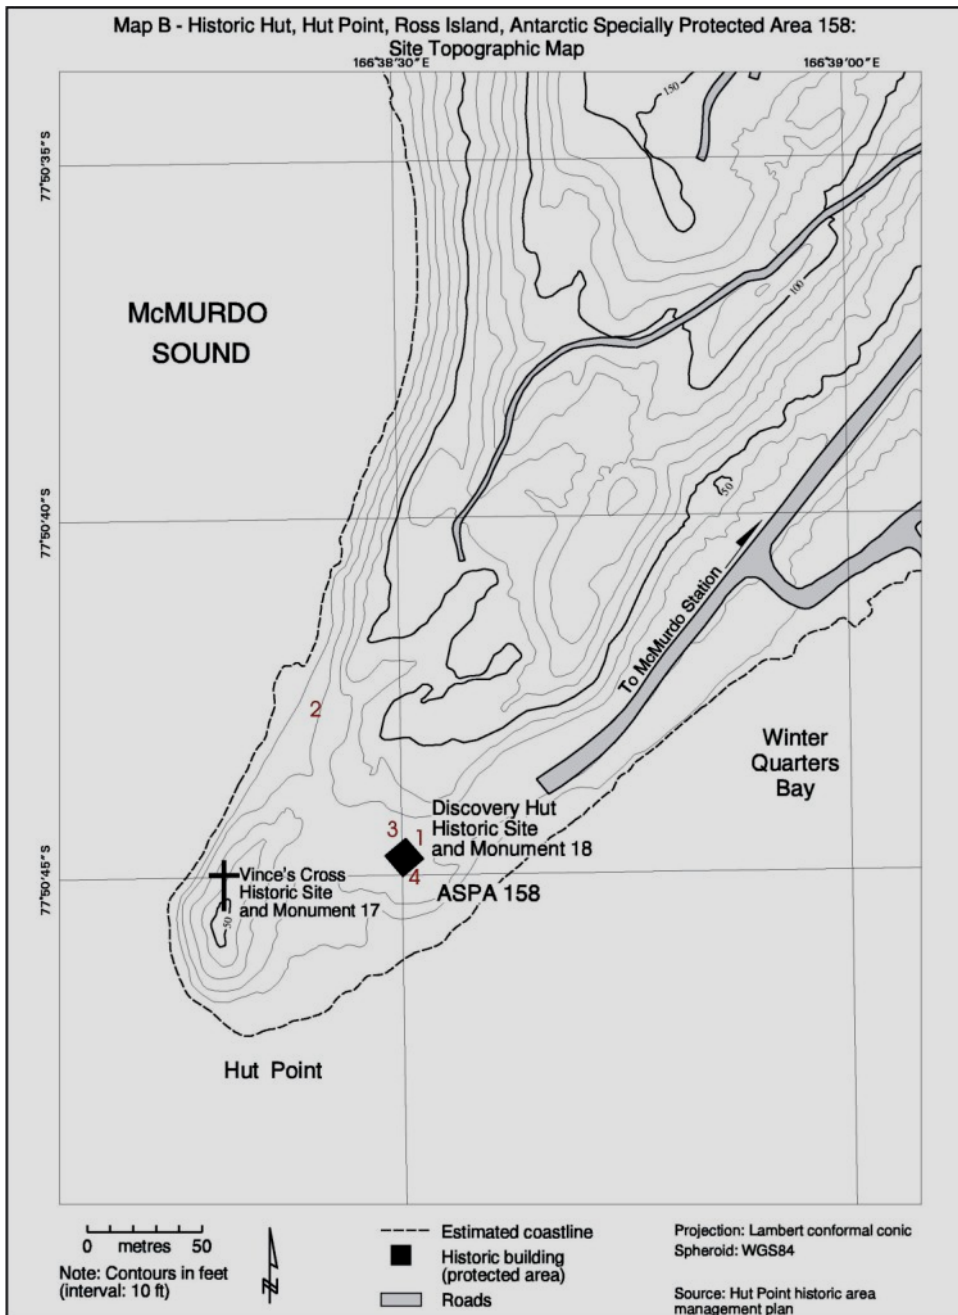 Map B - Historic Hut, Hut Point, Ross Island, Antarctic Specially Protected Area 158:
Site Topographic Map
166°38'30"E
166°39'00"E
77°50'35"S
150
McMURDO
SOUND
100
77°50'40"S
50
To McMurdo Station
2
Winter
Quarters
Bay
Discovery Hut
Historic Site
and Monument 18
3
1
4
77°50'45"S
ASPA 158
Vince's Cross
Historic Site
and Monument 17
50
Hut Point
0 metres 50
Note: Contours in feet
(interval: 10 ft)
Estimated coastline
Historic building
(protected area)
Roads
Projection: Lambert conformal conic
Spheroid: WGS84
Source: Hut Point historic area
management plan